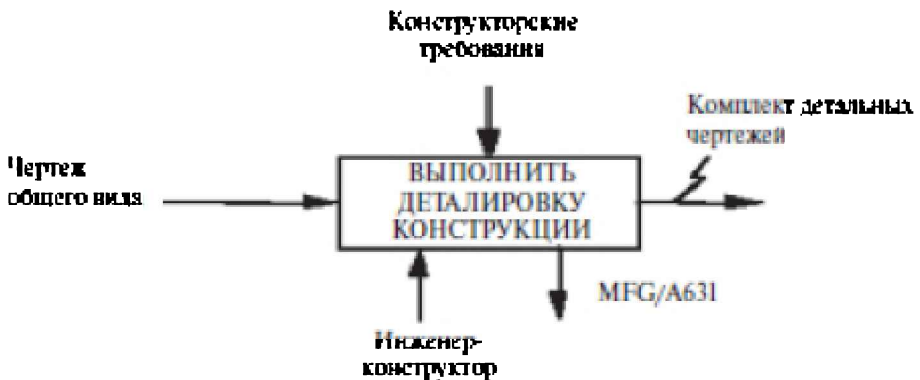 Конструкторские
требования
Комплект детальных
чертежей
Чертеж
общего вида
ВЫПОЛНИТЬ
ДЕТАЛИРОВКУ
КОНСТРУКЦИИ
MFG/A631
Инженер-
конструктор